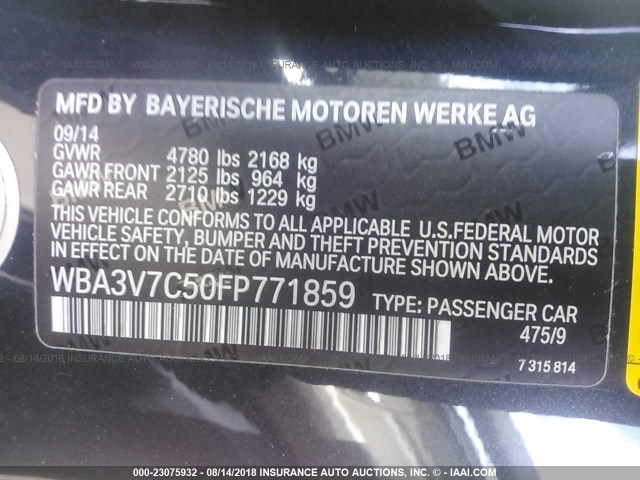 MFD BY BAYERISCHE MOTOREN WERKE AG
09/14
GVWR 4780 lbs 2168 kg
GAWR FRONT 2125 lbs 964 kg
GAWR REAR 2710 lbs 1229 kg
THIS VEHICLE CONFORMS TO ALL APPLICABLE U.S.FEDERAL MOTOR
VEHICLE SAFETY, BUMPER AND THEFT PREVENTION STANDARDS
IN EFFECT ON THE DATE OF MANUFACTURE SHOWN ABOVE.
WBA3V7C50FP771859 TYPE: PASSENGER CAR
475/9
7 315 814
000-23075932 - 08/14/2018 INSURANCE AUTO AUCTIONS, INC. - © IAAI.COM